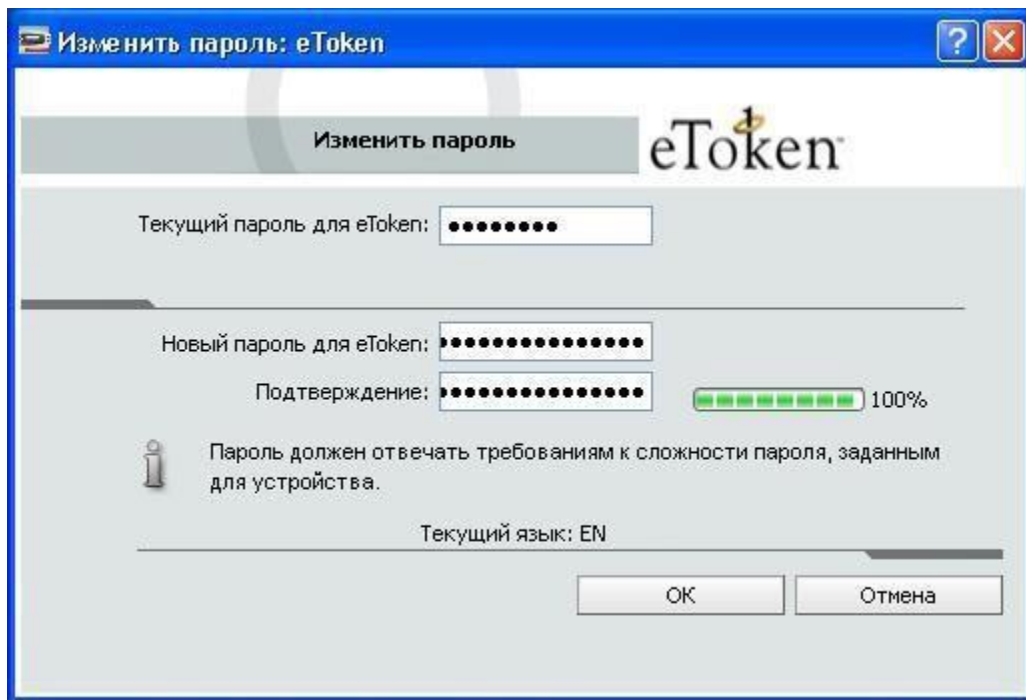 Изменить пароль: eToken
Изменить пароль
eToken
Текущий пароль для eToken: ●●●●●●●●
Новый пароль для eToken: ●●●●●●●●●●●●●●●
Подтверждение: ●●●●●●●●●●●●●●●
100%
Пароль должен отвечать требованиям к сложности пароля, заданным
для устройства.
Текущий язык: EN
ОК
Отмена